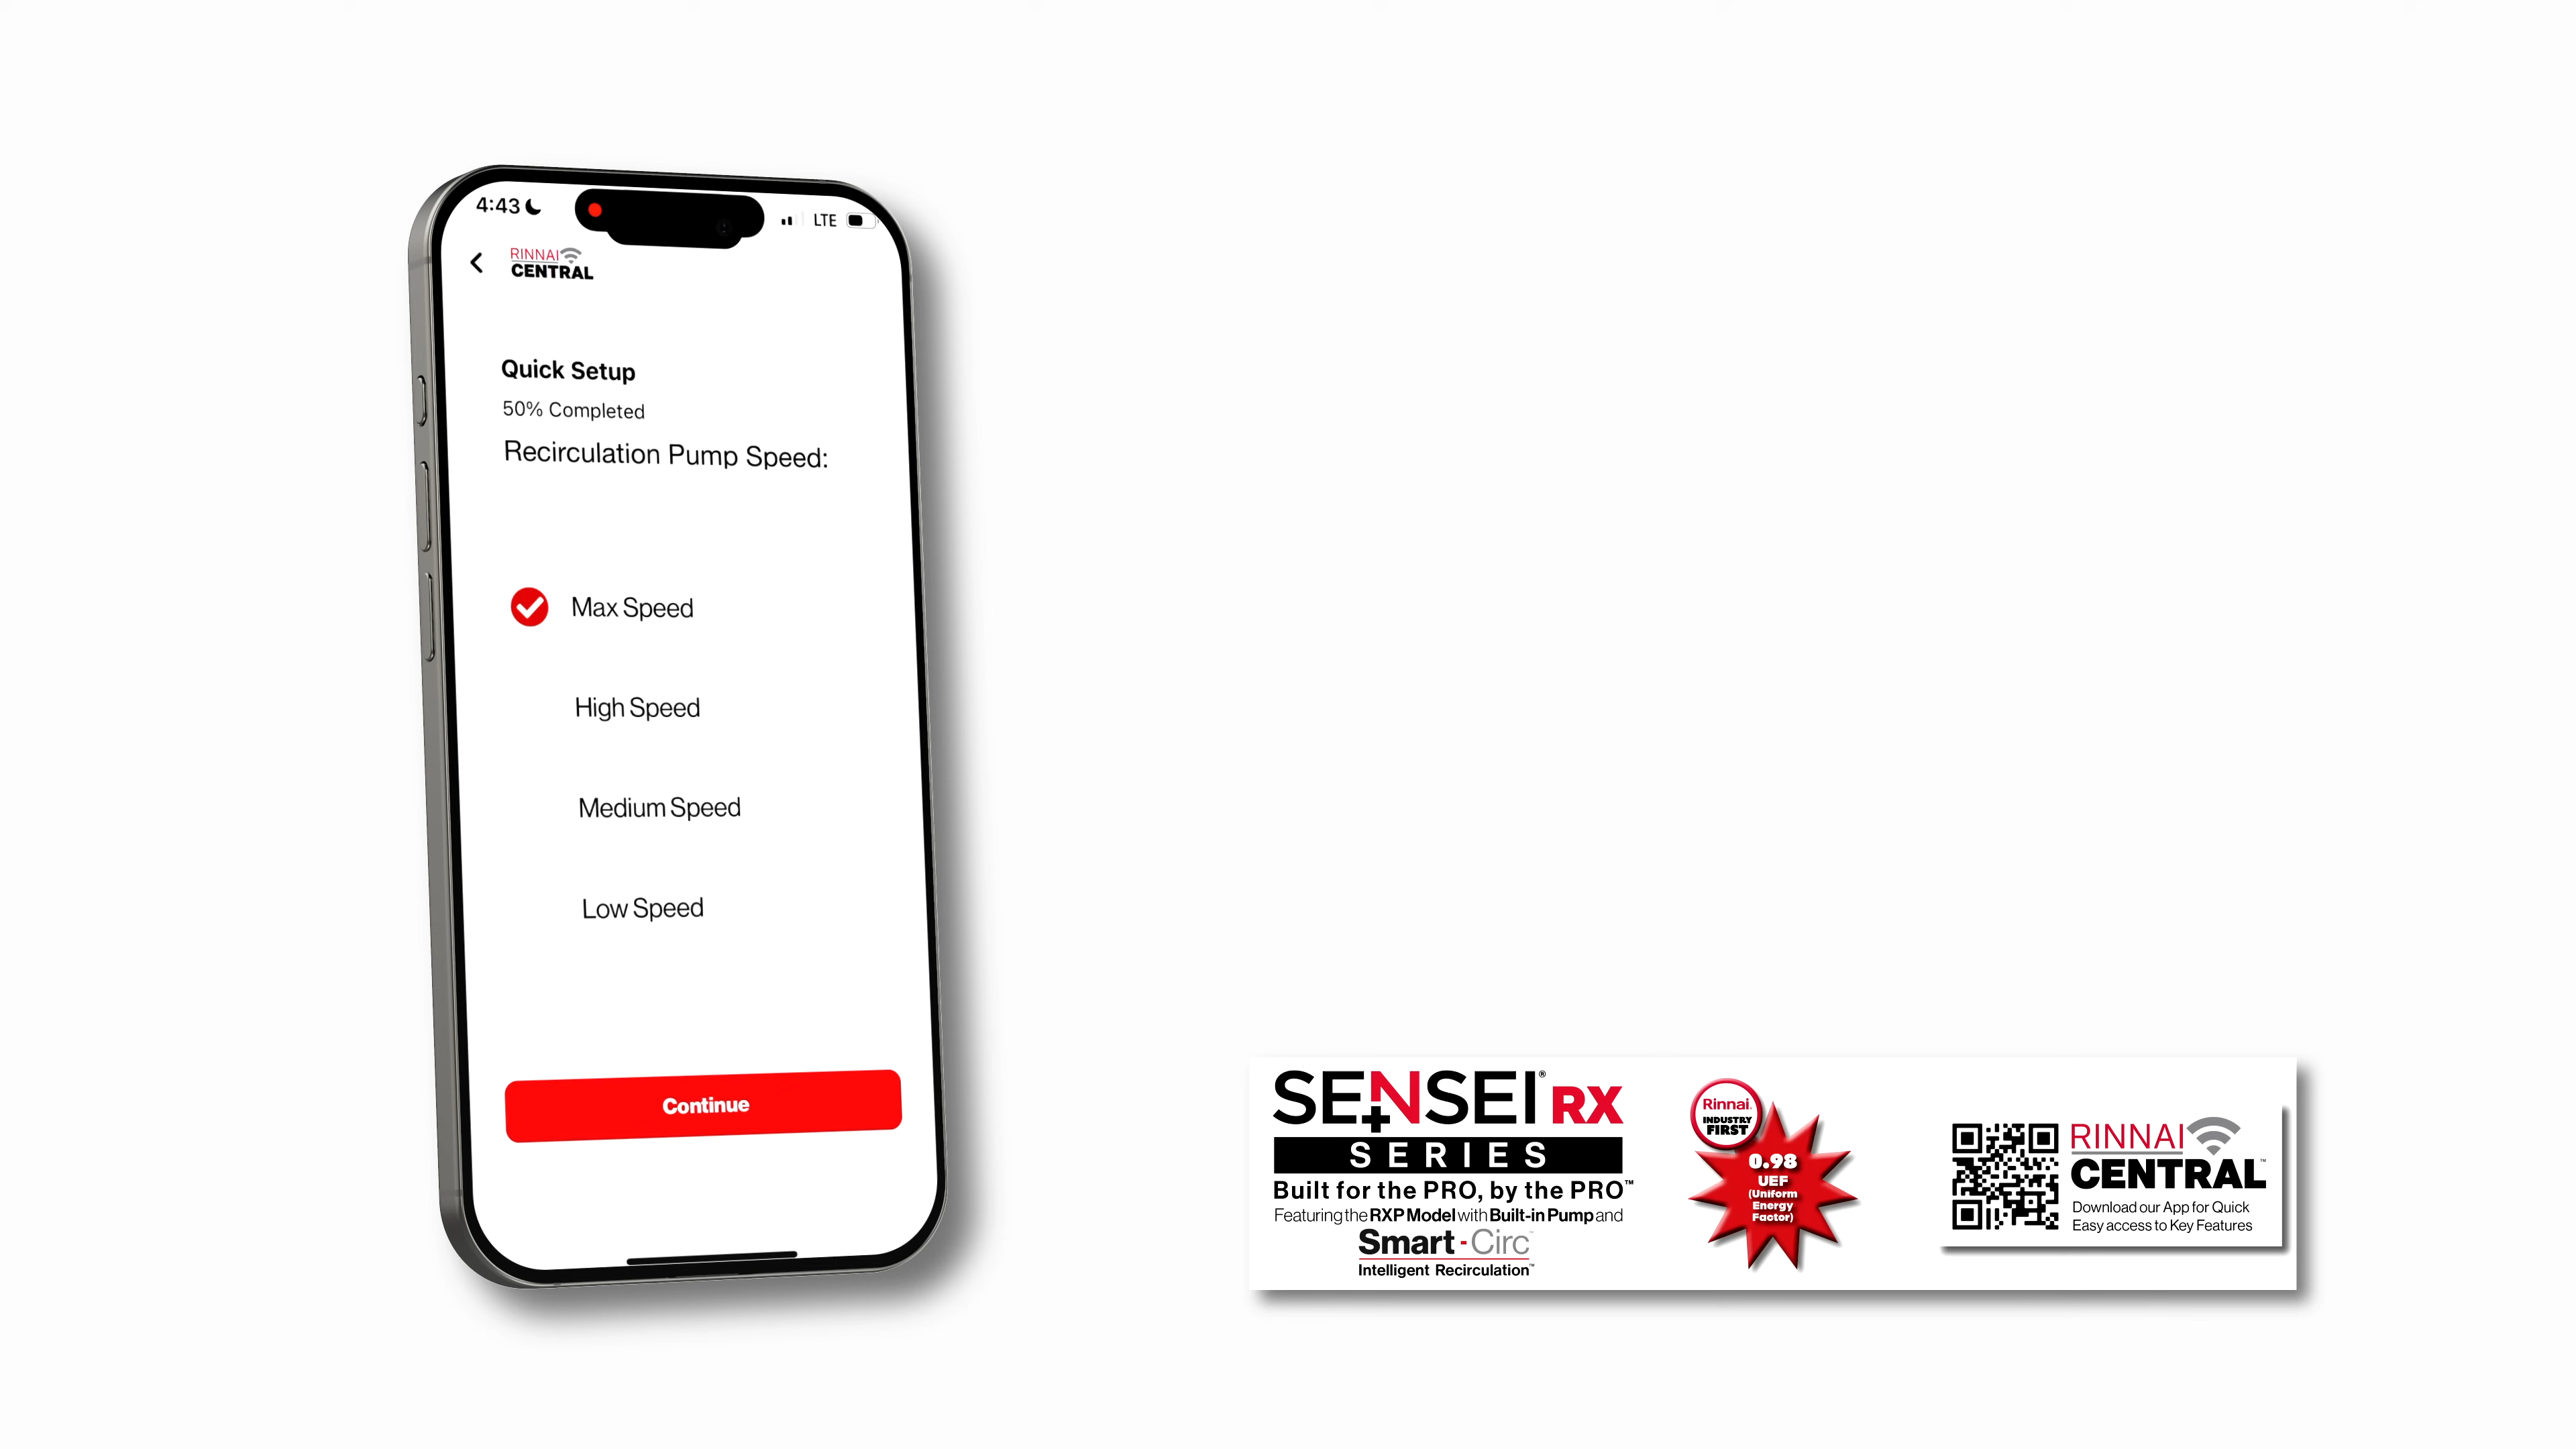 4:43
LTE
RINNAI
CENTRAL
Quick Setup
50% Completed
Recirculation Pump Speed:
Max Speed
High Speed
Medium Speed
Low Speed
Continue
SENSEI® RX
SERIES
Built for the PRO, by the PRO™
Featuring the RXP Model with Built-in Pump and
Smart-Circ™
Intelligent Recirculation™
Rinnai
INDUSTRY
FIRST
0.98
UEF
(Uniform
Energy
Factor)
RINNAI
CENTRAL™
Download our App for Quick
Easy access to Key Features